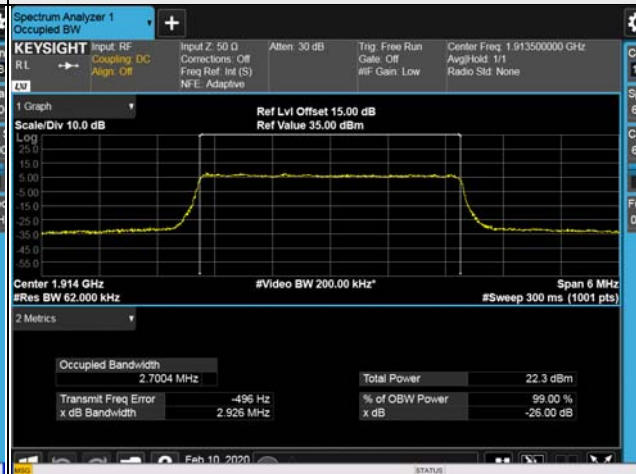 Spectrum Analyzer 1
Occupied BW
KEYSIGHT
RL
LXI
Input: RF
Coupling: DC
Align: Off
Input Z: 50 Ω
Corrections: Off
Freq Ref: Int (S)
NFE: Adaptive
Atten: 30 dB
Trig: Free Run
Gate: Off
#IF Gain: Low
Center Freq: 1.913500000 GHz
Avg|Hold: 1/1
Radio Std: None
1 Graph
Scale/Div 10.0 dB
Ref Lvl Offset 15.00 dB
Ref Value 35.00 dBm
Log
25.0
15.0
5.00
-5.00
-15.0
-25.0
-35.0
-45.0
-55.0
Center 1.914 GHz
#Video BW 200.00 kHz*
Span 6 MHz
#Res BW 62.000 kHz
#Sweep 300 ms (1001 pts)
2 Metrics
Occupied Bandwidth
2.7004 MHz
Total Power 22.3 dBm
Transmit Freq Error -496 Hz
% of OBW Power 99.00 %
x dB Bandwidth 2.926 MHz
x dB -26.00 dB
Feb 10, 2020
MSG
STATUS